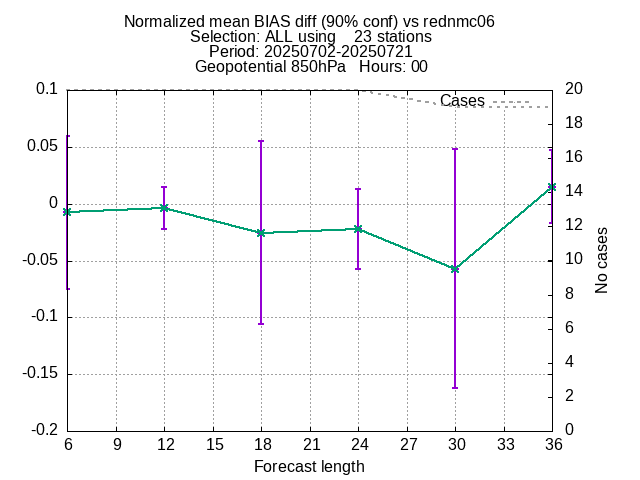 Normalized mean BIAS diff (90% conf) vs rednmc06
Selection: ALL using    23 stations
Period: 20250702-20250721
Geopotential 850hPa   Hours: 00
Cases
0.1
0.05
0
-0.05
-0.1
-0.15
-0.2
20
18
16
14
12
10
8
6
4
2
0
No cases
6 9 12 15 18 21 24 27 30 33 36
Forecast length